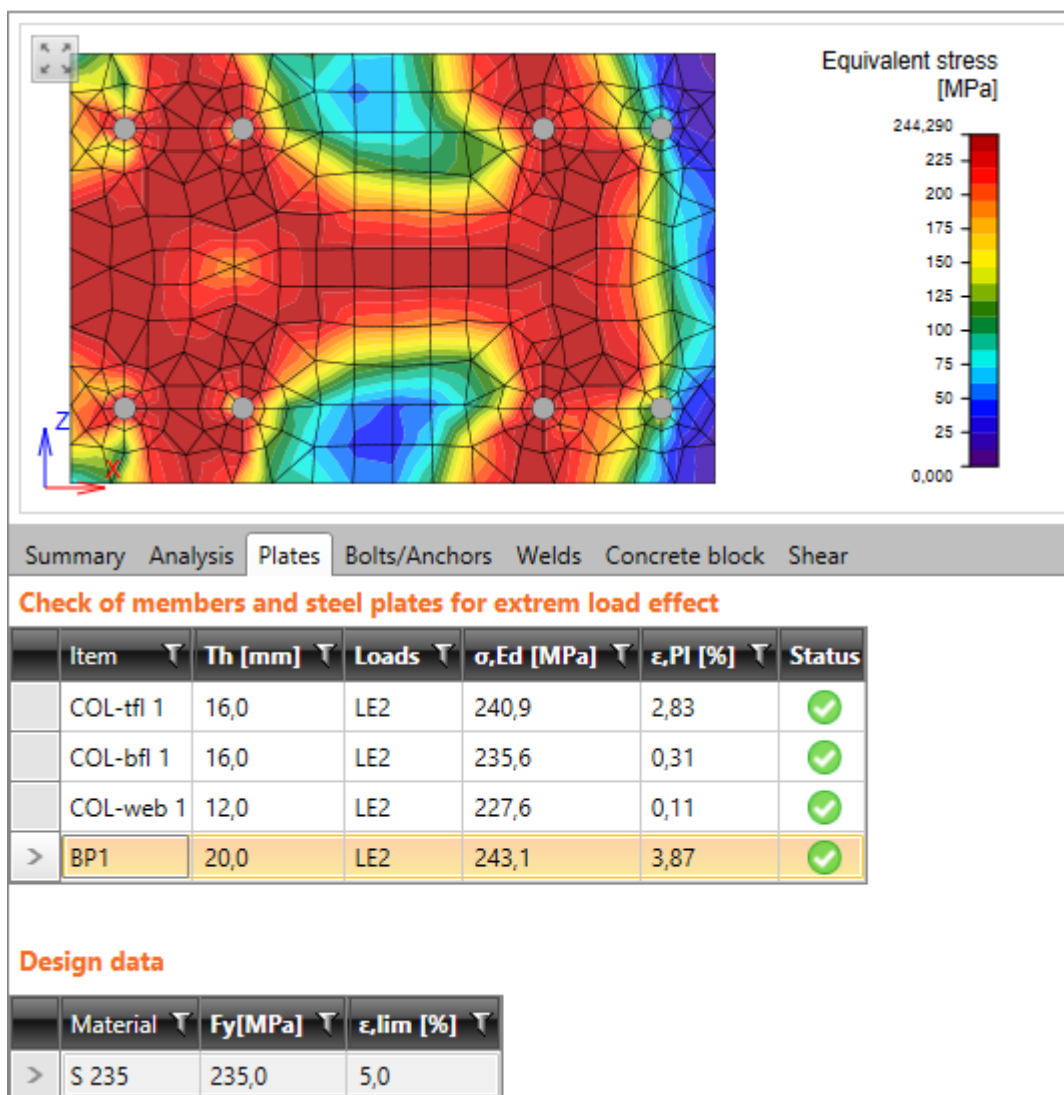 Equivalent stress
[MPa]
244,290
225
200
175
150
125
100
75
50
25
0,000
Z
X
Summary Analysis Plates Bolts/Anchors Welds Concrete block Shear
Check of members and steel plates for extrem load effect
Item Th [mm] Loads σ,Ed [MPa] ε,Pl [%] Status
COL-tfl 1 16,0 LE2 240,9 2,83
COL-bfl 1 16,0 LE2 235,6 0,31
COL-web 1 12,0 LE2 227,6 0,11
> BP1 20,0 LE2 243,1 3,87
Design data
Material Fy[MPa] ε,lim [%]
> S 235 235,0 5,0